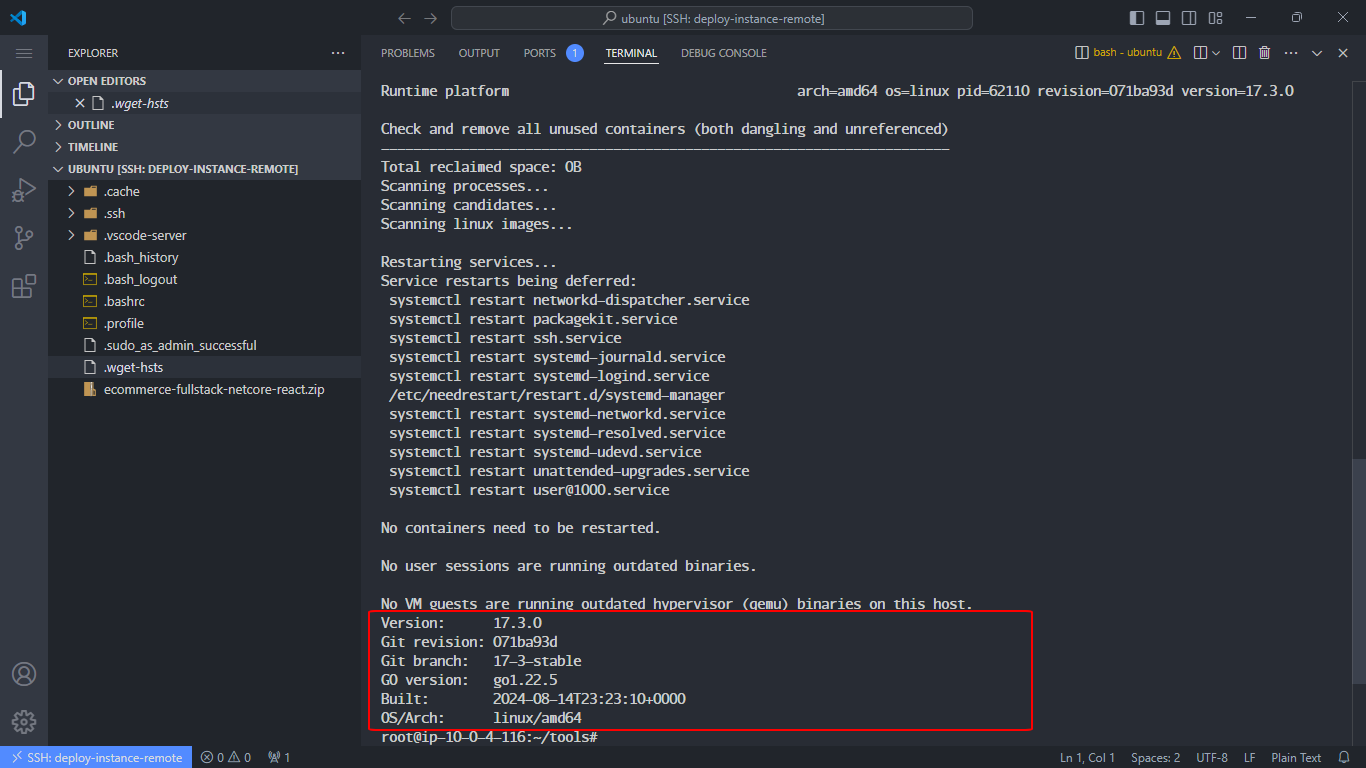 ubuntu [SSH: deploy-instance-remote]
EXPLORER
OPEN EDITORS
.wget-hsts
OUTLINE
TIMELINE
UBUNTU [SSH: DEPLOY-INSTANCE-REMOTE]
.cache
.ssh
.vscode-server
.bash_history
.bash_logout
.bashrc
.profile
.sudo_as_admin_successful
.wget-hsts
ecommerce-fullstack-netcore-react.zip
PROBLEMS OUTPUT PORTS 1 TERMINAL DEBUG CONSOLE
bash - ubuntu
Runtime platform arch=amd64 os=linux pid=62110 revision=071ba93d version=17.3.0
Check and remove all unused containers (both dangling and unreferenced)
-----------------------------------------------------------------------
Total reclaimed space: 0B
Scanning processes...
Scanning candidates...
Scanning linux images...
Restarting services...
Service restarts being deferred:
systemctl restart networkd-dispatcher.service
systemctl restart packagekit.service
systemctl restart ssh.service
systemctl restart systemd-journald.service
systemctl restart systemd-logind.service
/etc/needrestart/restart.d/systemd-manager
systemctl restart systemd-networkd.service
systemctl restart systemd-resolved.service
systemctl restart systemd-udevd.service
systemctl restart unattended-upgrades.service
systemctl restart user@1000.service
No containers need to be restarted.
No user sessions are running outdated binaries.
No VM guests are running outdated hypervisor (qemu) binaries on this host.
Version: 17.3.0
Git revision: 071ba93d
Git branch: 17-3-stable
GO version: go1.22.5
Built: 2024-08-14T23:23:10+0000
OS/Arch: linux/amd64
root@ip-10-0-4-116:~/tools#
SSH: deploy-instance-remote 0 0 1 Ln 1, Col 1 Spaces: 2 UTF-8 LF Plain Text